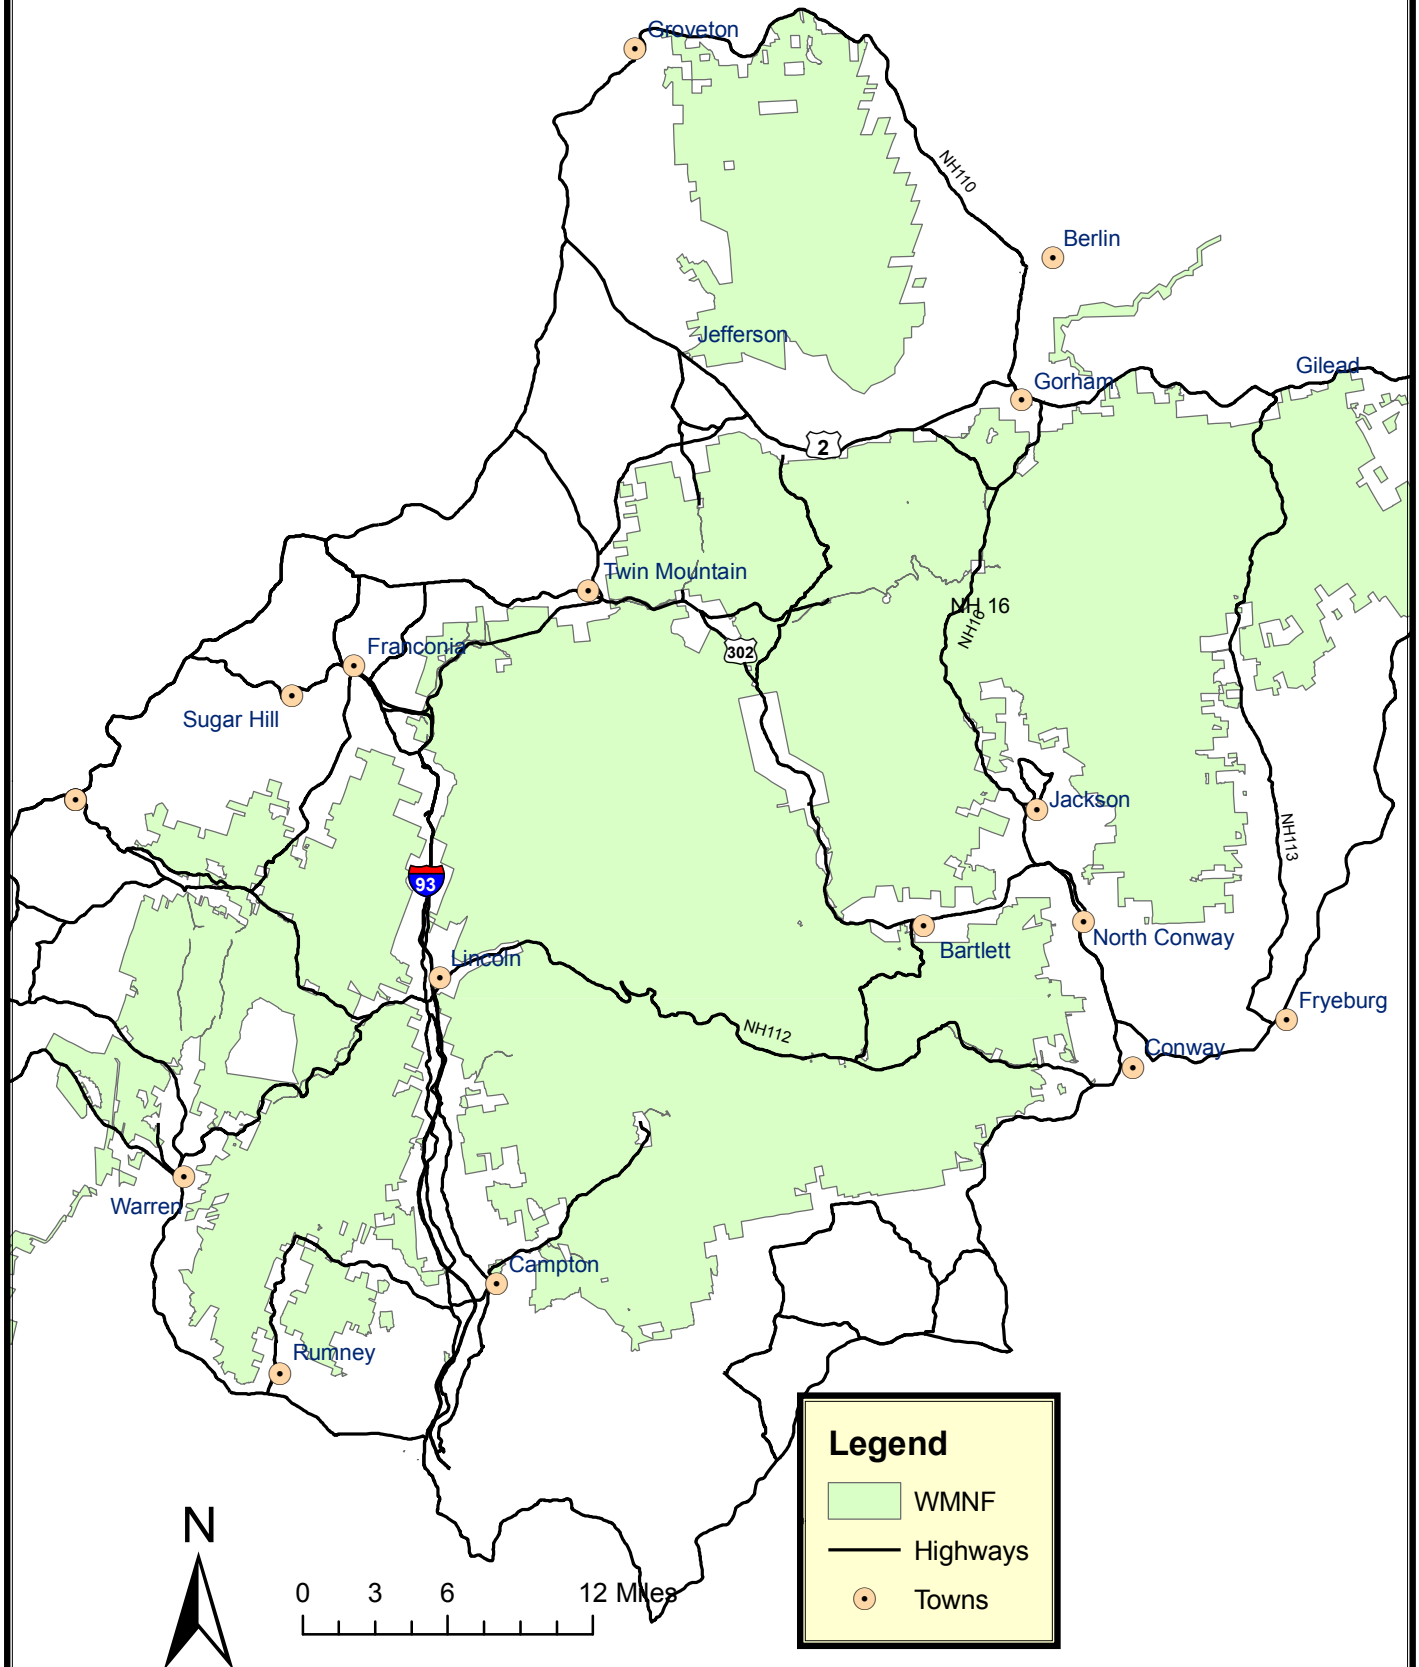 Groveton
NH110
Berlin
Jefferson
Gilead
Gorham
2
Twin Mountain
NH 16
NH16
Franconia
302
Sugar Hill
Jackson
NH113
93
North Conway
Bartlett
Lincoln
Fryeburg
NH112
Conway
Warren
Campton
Rumney
Legend
WMNF
Highways
Towns
N
0 3 6 12 Miles